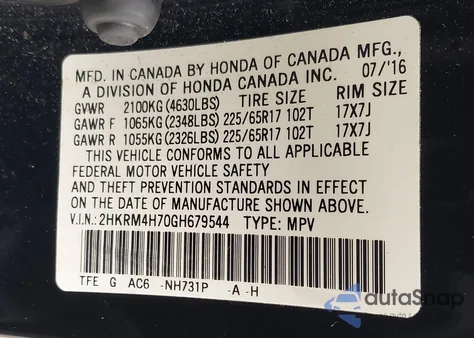 MFD. IN CANADA BY HONDA OF CANADA MFG.,
A DIVISION OF HONDA CANADA INC. 07/'16
GVWR 2100KG (4630LBS) TIRE SIZE RIM SIZE
GAWR F 1065KG (2348LBS) 225/65R17 102T 17X7J
GAWR R 1055KG (2326LBS) 225/65R17 102T 17X7J
THIS VEHICLE CONFORMS TO ALL APPLICABLE
FEDERAL MOTOR VEHICLE SAFETY
AND THEFT PREVENTION STANDARDS IN EFFECT
ON THE DATE OF MANUFACTURE SHOWN ABOVE.
V.I.N.: 2HKRM4H70GH679544 TYPE: MPV
TFE G AC6 -NH731P -A -H
autoSnap